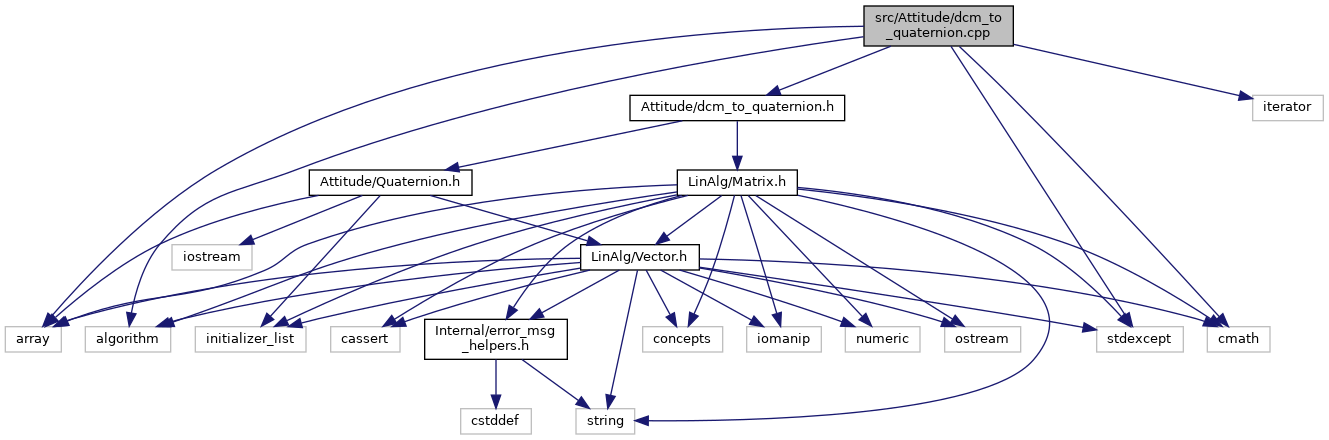 src/Attitude/dcm_to
_quaternion.cpp
Attitude/dcm_to_quaternion.h
iterator
Attitude/Quaternion.h
LinAlg/Matrix.h
iostream
LinAlg/Vector.h
array
algorithm
initializer_list
cassert
Internal/error_msg
_helpers.h
concepts
iomanip
numeric
ostream
stdexcept
cmath
cstddef
string